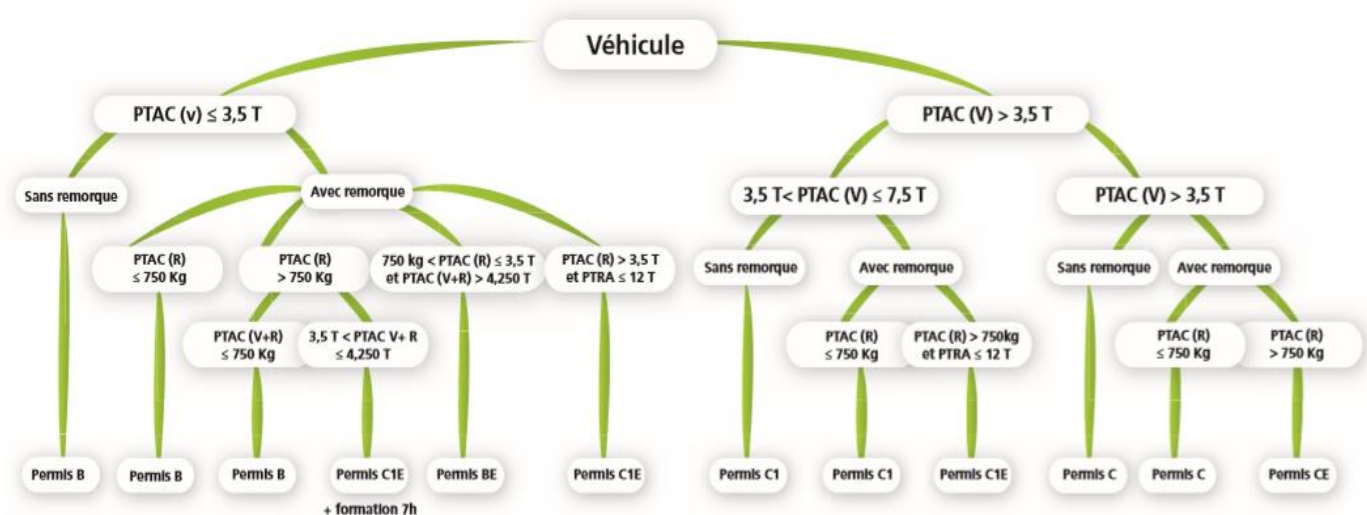 Véhicule
PTAC (v) ≤ 3,5 T
PTAC (V) > 3,5 T
Sans remorque
Avec remorque
3,5 T< PTAC (V) ≤ 7,5 T
PTAC (V) > 3,5 T
PTAC (R)
≤ 750 Kg
PTAC (R)
> 750 Kg
750 kg < PTAC (R) ≤ 3,5 T
et PTAC (V+R) > 4,250 T
PTAC (R) > 3,5 T
et PTRA ≤ 12 T
Sans remorque
Avec remorque
Sans remorque
Avec remorque
PTAC (V+R)
≤ 750 Kg
3,5 T < PTAC V+ R
≤ 4,250 T
PTAC (R)
≤ 750 Kg
PTAC (R) > 750kg
et PTRA ≤ 12 T
PTAC (R)
≤ 750 Kg
PTAC (R)
> 750 Kg
Permis B
Permis B
Permis B
Permis C1E
+ formation 7h
Permis BE
Permis C1E
Permis C1
Permis C1
Permis C1E
Permis C
Permis C
Permis CE